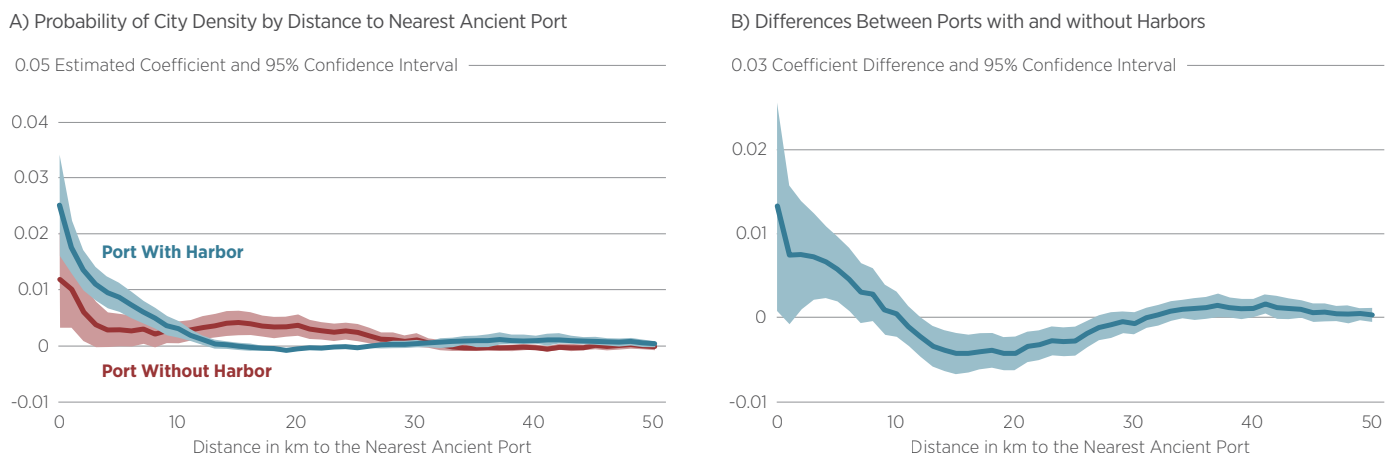 A) Probability of City Density by Distance to Nearest Ancient Port
0.05 Estimated Coefficient and 95% Confidence Interval
0.04
0.03
0.02
Port With Harbor
0.01
0
Port Without Harbor
-0.01
0 10 20 30 40 50
Distance in km to the Nearest Ancient Port
B) Differences Between Ports with and without Harbors
0.03 Coefficient Difference and 95% Confidence Interval
0.02
0.01
0
-0.01
0 10 20 30 40 50
Distance in km to the Nearest Ancient Port